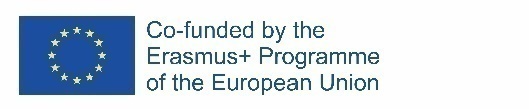 Co-funded by the
Erasmus+ Programme
of the European Union